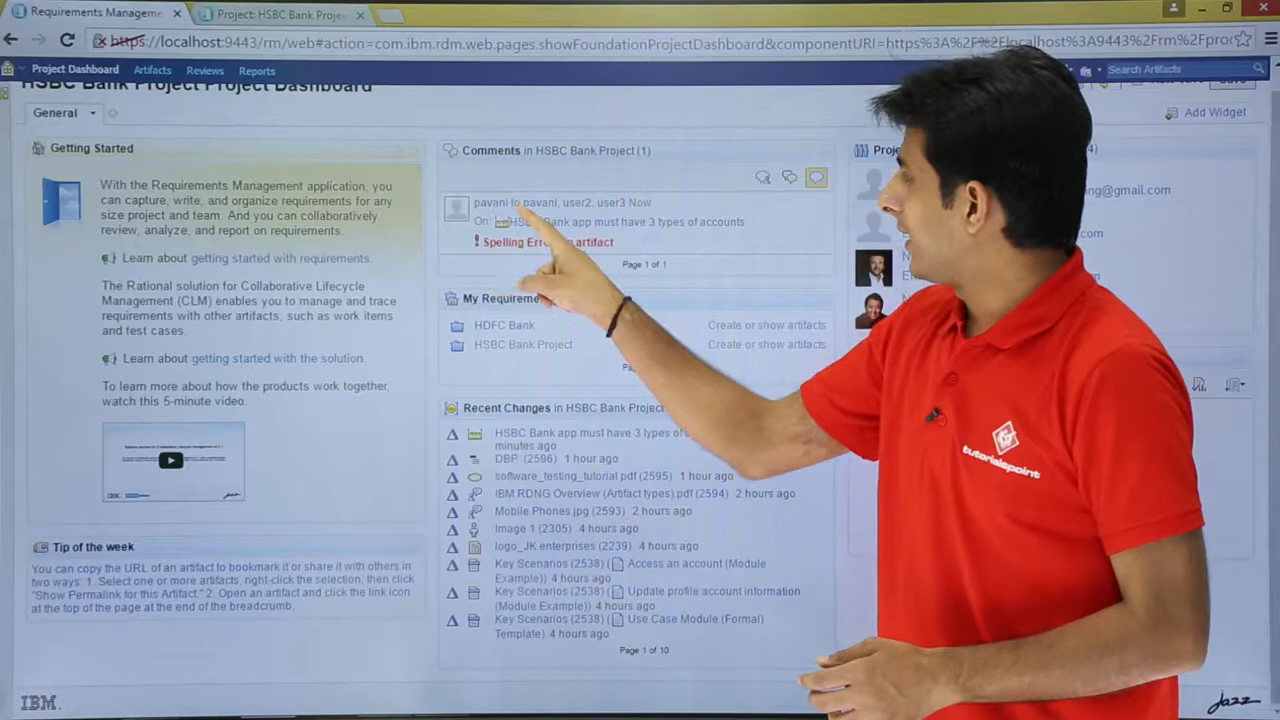 Requirements Manageme
Project: HSBC Bank Proje
https://localhost:9443/rm/web#action=com.ibm.rdm.web.pages.showFoundationProjectDashboard&componentURI=https%3A%2F%2Flocalhost%3A9443%2Frm%2Fproc
Project Dashboard Artifacts Reviews Reports
Search Artifacts
HSBC Bank Project Project Dashboard
General
Add Widget
Getting Started
With the Requirements Management application, you
can capture, write, and organize requirements for any
size project and team. And you can collaboratively
review, analyze, and report on requirements.
Learn about getting started with requirements.
The Rational solution for Collaborative Lifecycle
Management (CLM) enables you to manage and trace
requirements with other artifacts, such as work items
and test cases.
Learn about getting started with the solution.
To learn more about how the products work together,
watch this 5-minute video.
Tip of the week
You can copy the URL of an artifact to bookmark it or share it with others in
two ways: 1. Select one or more artifacts, right-click the selection, then click
"Show Permalink for this Artifact." 2. Open an artifact and click the link icon
at the top of the page at the end of the breadcrumb.
Comments in HSBC Bank Project (1)
pavani to pavani, user2, user3 Now
On: Bank app must have 3 types of accounts
Spelling artifact
Page 1 of 1
My Requireme
HDFC Bank Create or show artifacts
HSBC Bank Project Create or show artifacts
Recent Changes in HSBC Bank Project
HSBC Bank app must have 3 types of
minutes ago
DBP (2596) 1 hour ago
software_testing_tutorial.pdf (2595) 1 hour ago
IBM RDNG Overview (Artifact types).pdf (2594) 2 hours ago
Mobile Phones.jpg (2593) 2 hours ago
Image 1 (2305) 4 hours ago
logo_JK enterprises (2239) 4 hours ago
Key Scenarios (2538) ( Access an account (Module
Example)) 4 hours ago
Key Scenarios (2538) ( Update profile account information
(Module Example)) 4 hours ago
Key Scenarios (2538) ( Use Case Module (Formal)
Template) 4 hours ago
Page 1 of 10
Proje 4)
ng@gmail.com
com
IBM.
jazz
tutorialspoint